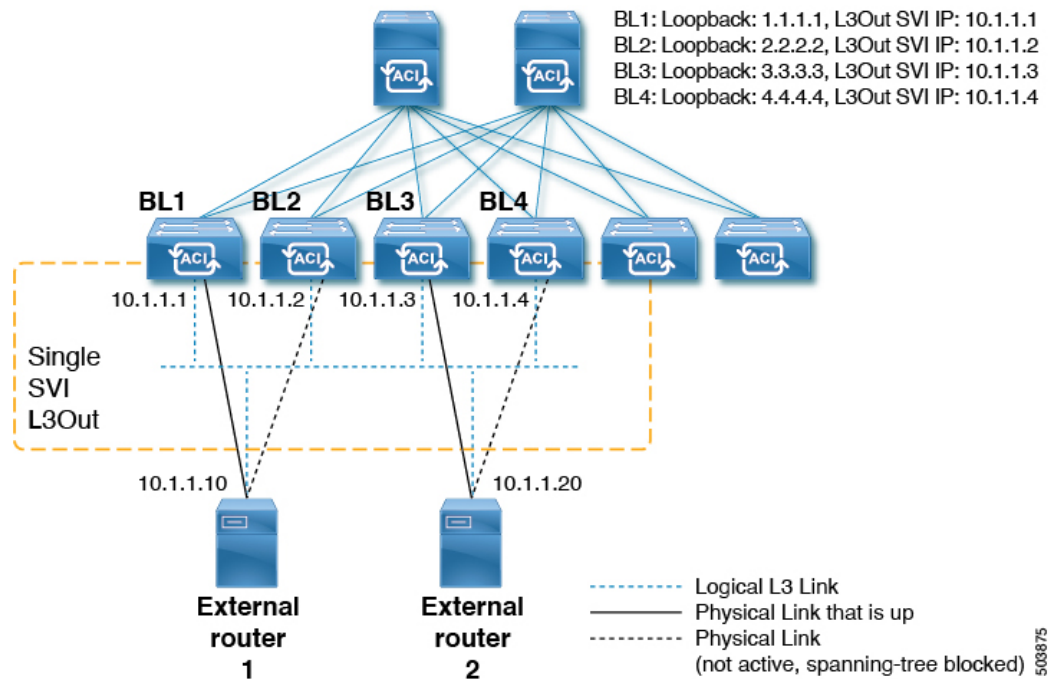 BL1: Loopback: 1.1.1.1, L3Out SVI IP: 10.1.1.1
BL2: Loopback: 2.2.2.2, L3Out SVI IP: 10.1.1.2
BL3: Loopback: 3.3.3.3, L3Out SVI IP: 10.1.1.3
BL4: Loopback: 4.4.4.4, L3Out SVI IP: 10.1.1.4
ACI
ACI
BL1
BL2
BL3
BL4
ACI
ACI
ACI
ACI
ACI
ACI
10.1.1.1
10.1.1.2
10.1.1.3
10.1.1.4
Single
SVI
L3Out
10.1.1.10
10.1.1.20
External
router
1
External
router
2
Logical L3 Link
Physical Link that is up
Physical Link
(not active, spanning-tree blocked)
503875